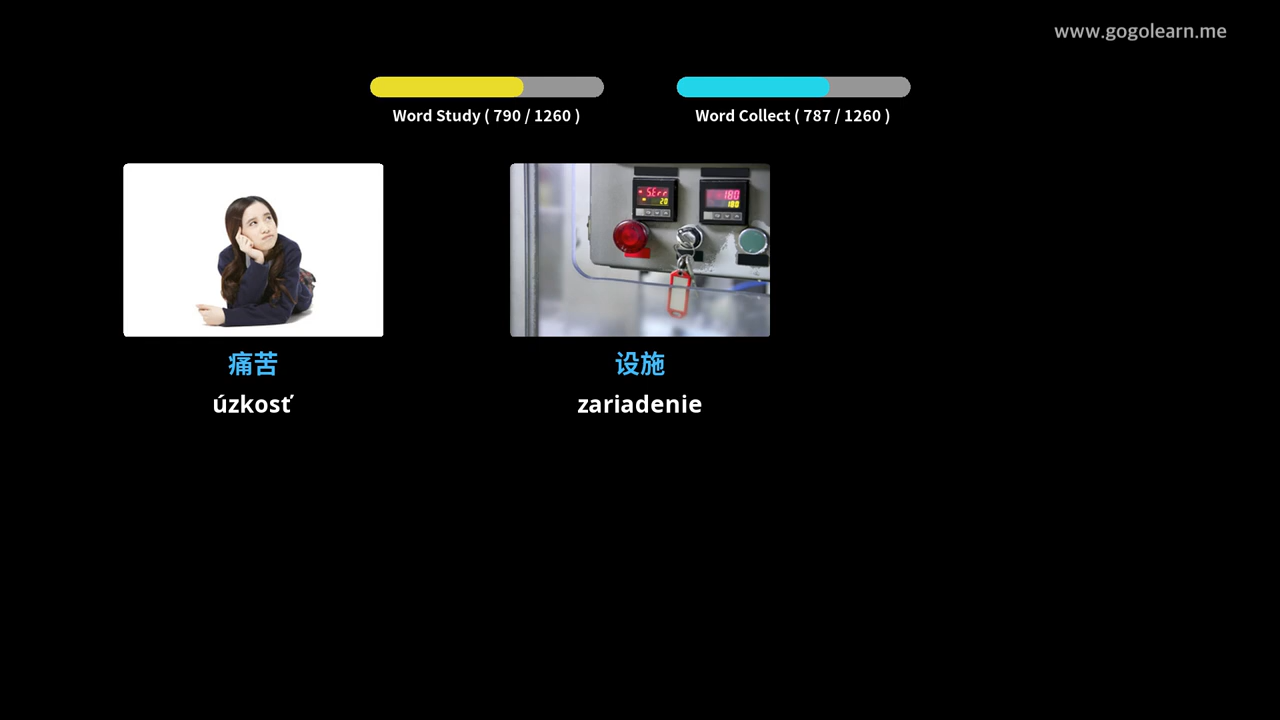 www.gogolearn.me
Word Study ( 790 / 1260 )
Word Collect ( 787 / 1260 )
痛苦
úzkosť
设施
zariadenie